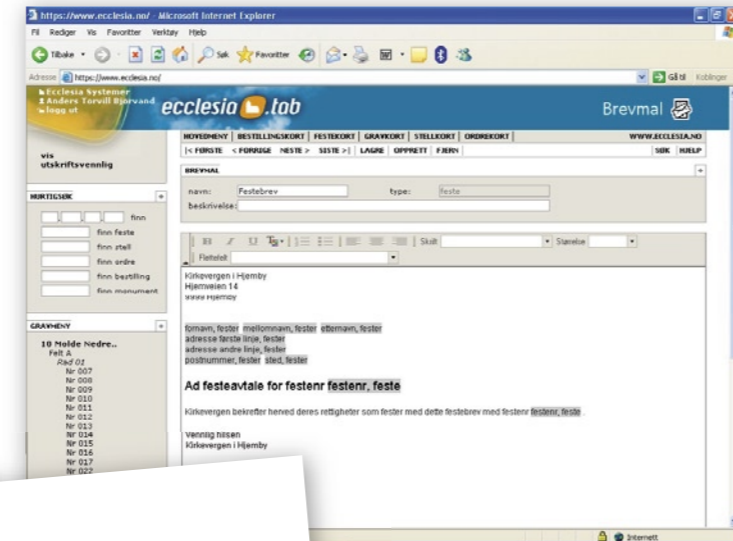 https://www.ecclesia.no/ - Microsoft Internet Explorer
Fil Rediger Vis Favoritter Verktøy Hjelp
Tilbake Søk Favoritter
Adresse https://www.ecclesia.no/ Gå til Koblinger
Ecclesia Systemer
Anders Torvill Bjorvand
logg ut
ecclesia .tab
Brevmal
HOVEDMENY BESTILLINGSKORT FESTEKORT GRAVKORT STELLKORT ORDREKORT WWW.ECCLESIA.NO
|< FØRSTE < FORRIGE NESTE > SISTE >| LAGRE OPPRETT FJERN SØK HJELP
vis
utskriftsvennlig
BREVMAL
navn: Festebrev type: feste
beskrivelse:
HURTIGSØK
finn
finn feste
finn stell
finn ordre
finn bestilling
finn monument
B I U Skrift Størrelse
Flettefelt
Kirkevergen i Hjemby
Hjemveien 14
9999 Hjemby
fornavn, fester mellomnavn, fester etternavn, fester
adresse første linje, fester
adresse andre linje, fester
postnummer, fester sted, fester
Ad festeavtale for festenr festenr, feste
Kirkevergen bekrefter herved deres rettigheter som fester med dette festebrev med festenr festenr, feste .
Vennlig hilsen
Kirkevergen i Hjemby
GRAVMENY
10 Molde Nedre..
Felt A
Rad 01
Nr 007
Nr 008
Nr 009
Nr 010
Nr 011
Nr 012
Nr 013
Nr 014
Nr 015
Nr 016
Nr 017
Nr 022
Internett